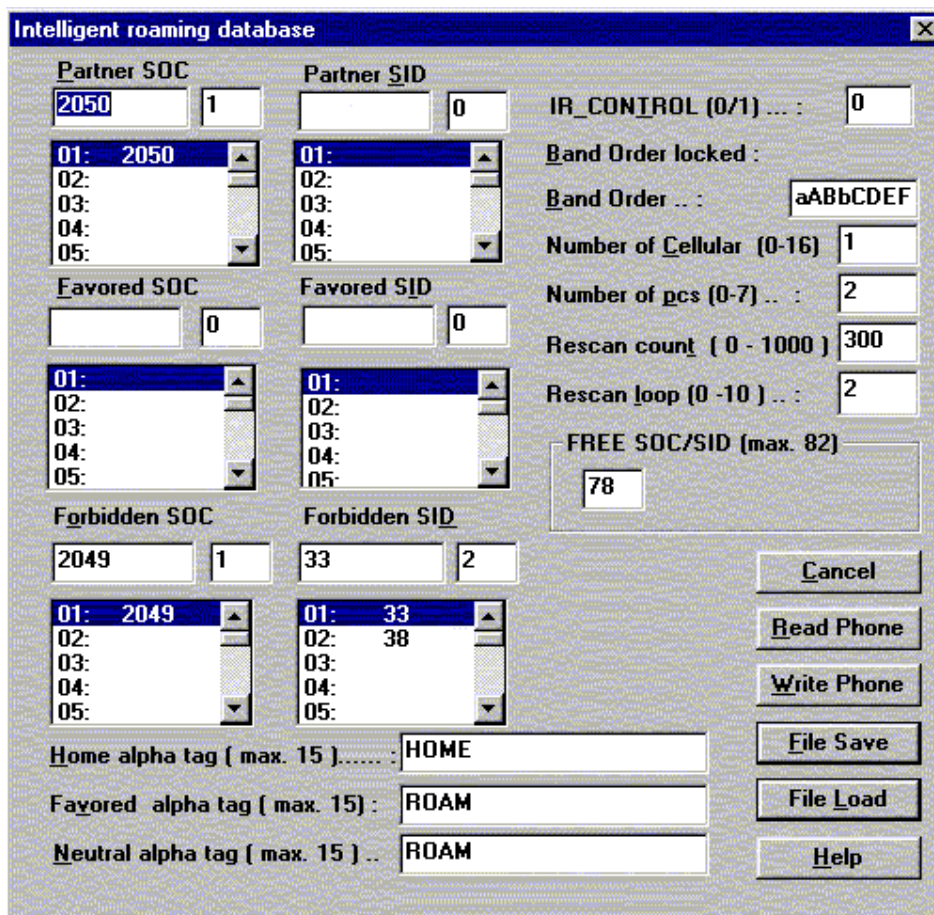 Intelligent roaming database
Partner SOC
2050 1
01: 2050
02:
03:
04:
05:
Partner SID
0
01:
02:
03:
04:
05:
Favored SOC
0
01:
02:
03:
04:
05:
Favored SID
0
01:
02:
03:
04:
05:
Forbidden SOC
2049 1
01: 2049
02:
03:
04:
05:
Forbidden SID
33 2
01: 33
02: 38
03:
04:
05:
IR_CONTROL (0/1) ... : 0
Band Order locked :
Band Order .. : aABbCDEF
Number of Cellular (0-16) 1
Number of pcs (0-7) .. : 2
Rescan count ( 0 - 1000 ) 300
Rescan loop (0 -10 ) .. : 2
FREE SOC/SID (max. 82)
78
Cancel
Read Phone
Write Phone
File Save
File Load
Help
Home alpha tag ( max. 15 )...... : HOME
Favored alpha tag ( max. 15) : ROAM
Neutral alpha tag ( max. 15 ) .. ROAM